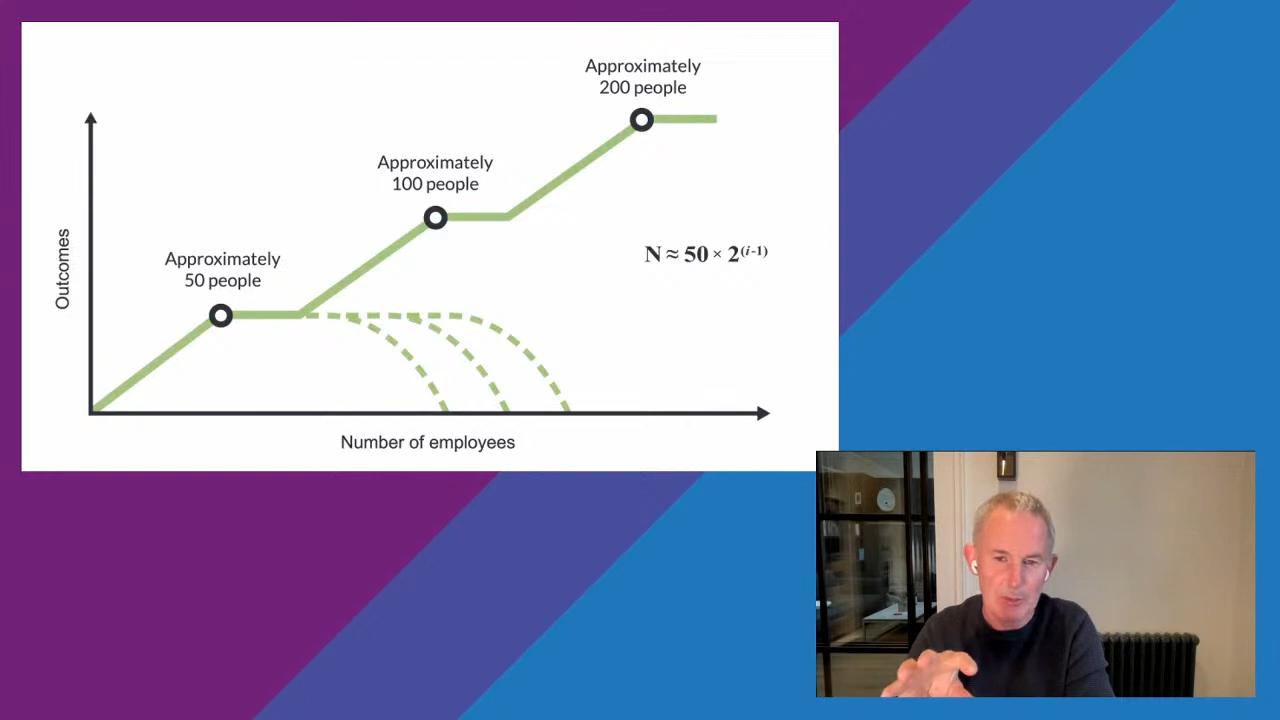 Approximately
200 people
Approximately
100 people
N ≈ 50 × 2^(i-1)
Approximately
50 people
Outcomes
Number of employees